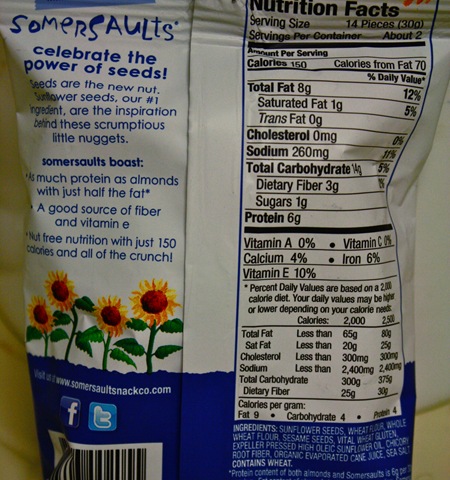 SOMERSAULTS
celebrate the
power of seeds!
Seeds are the new nut.
Sunflower seeds, our #1
ingredient, are the inspiration
behind these scrumptious
little nuggets.
somersaults boast:
As much protein as almonds
with just half the fat*
• A good source of fiber
and vitamin e
• Nut free nutrition with just 150
calories and all of the crunch!
Visit us at www.somersaultsnackco.com
f t
Nutrition Facts
Serving Size 14 Pieces (30g)
Servings Per Container About 2
Amount Per Serving
Calories 150 Calories from Fat 70
% Daily Value*
Total Fat 8g 12%
Saturated Fat 1g 5%
Trans Fat 0g
Cholesterol 0mg 0%
Sodium 260mg 11%
Total Carbohydrate 14g 5%
Dietary Fiber 3g
Sugars 1g
Protein 6g
Vitamin A 0% • Vitamin C 0%
Calcium 4% • Iron 6%
Vitamin E 10%
* Percent Daily Values are based on a 2,000
calorie diet. Your daily values may be higher
or lower depending on your calorie needs:
Calories: 2,000 2,500
Total Fat Less than 65g 80g
Sat Fat Less than 20g 25g
Cholesterol Less than 300mg 300mg
Sodium Less than 2,400mg 2,400mg
Total Carbohydrate 300g 375g
Dietary Fiber 25g 30g
Calories per gram:
Fat 9 • Carbohydrate 4 • Protein 4
INGREDIENTS: SUNFLOWER SEEDS, WHEAT FLOUR, WHOLE
WHEAT FLOUR, SESAME SEEDS, VITAL WHEAT GLUTEN,
EXPELLER PRESSED HIGH OLEIC SUNFLOWER OIL, CHICORY
ROOT FIBER, ORGANIC EVAPORATED CANE JUICE, SEA SALT.
CONTAINS WHEAT.
*Protein content of both almonds and Somersaults is 6g per